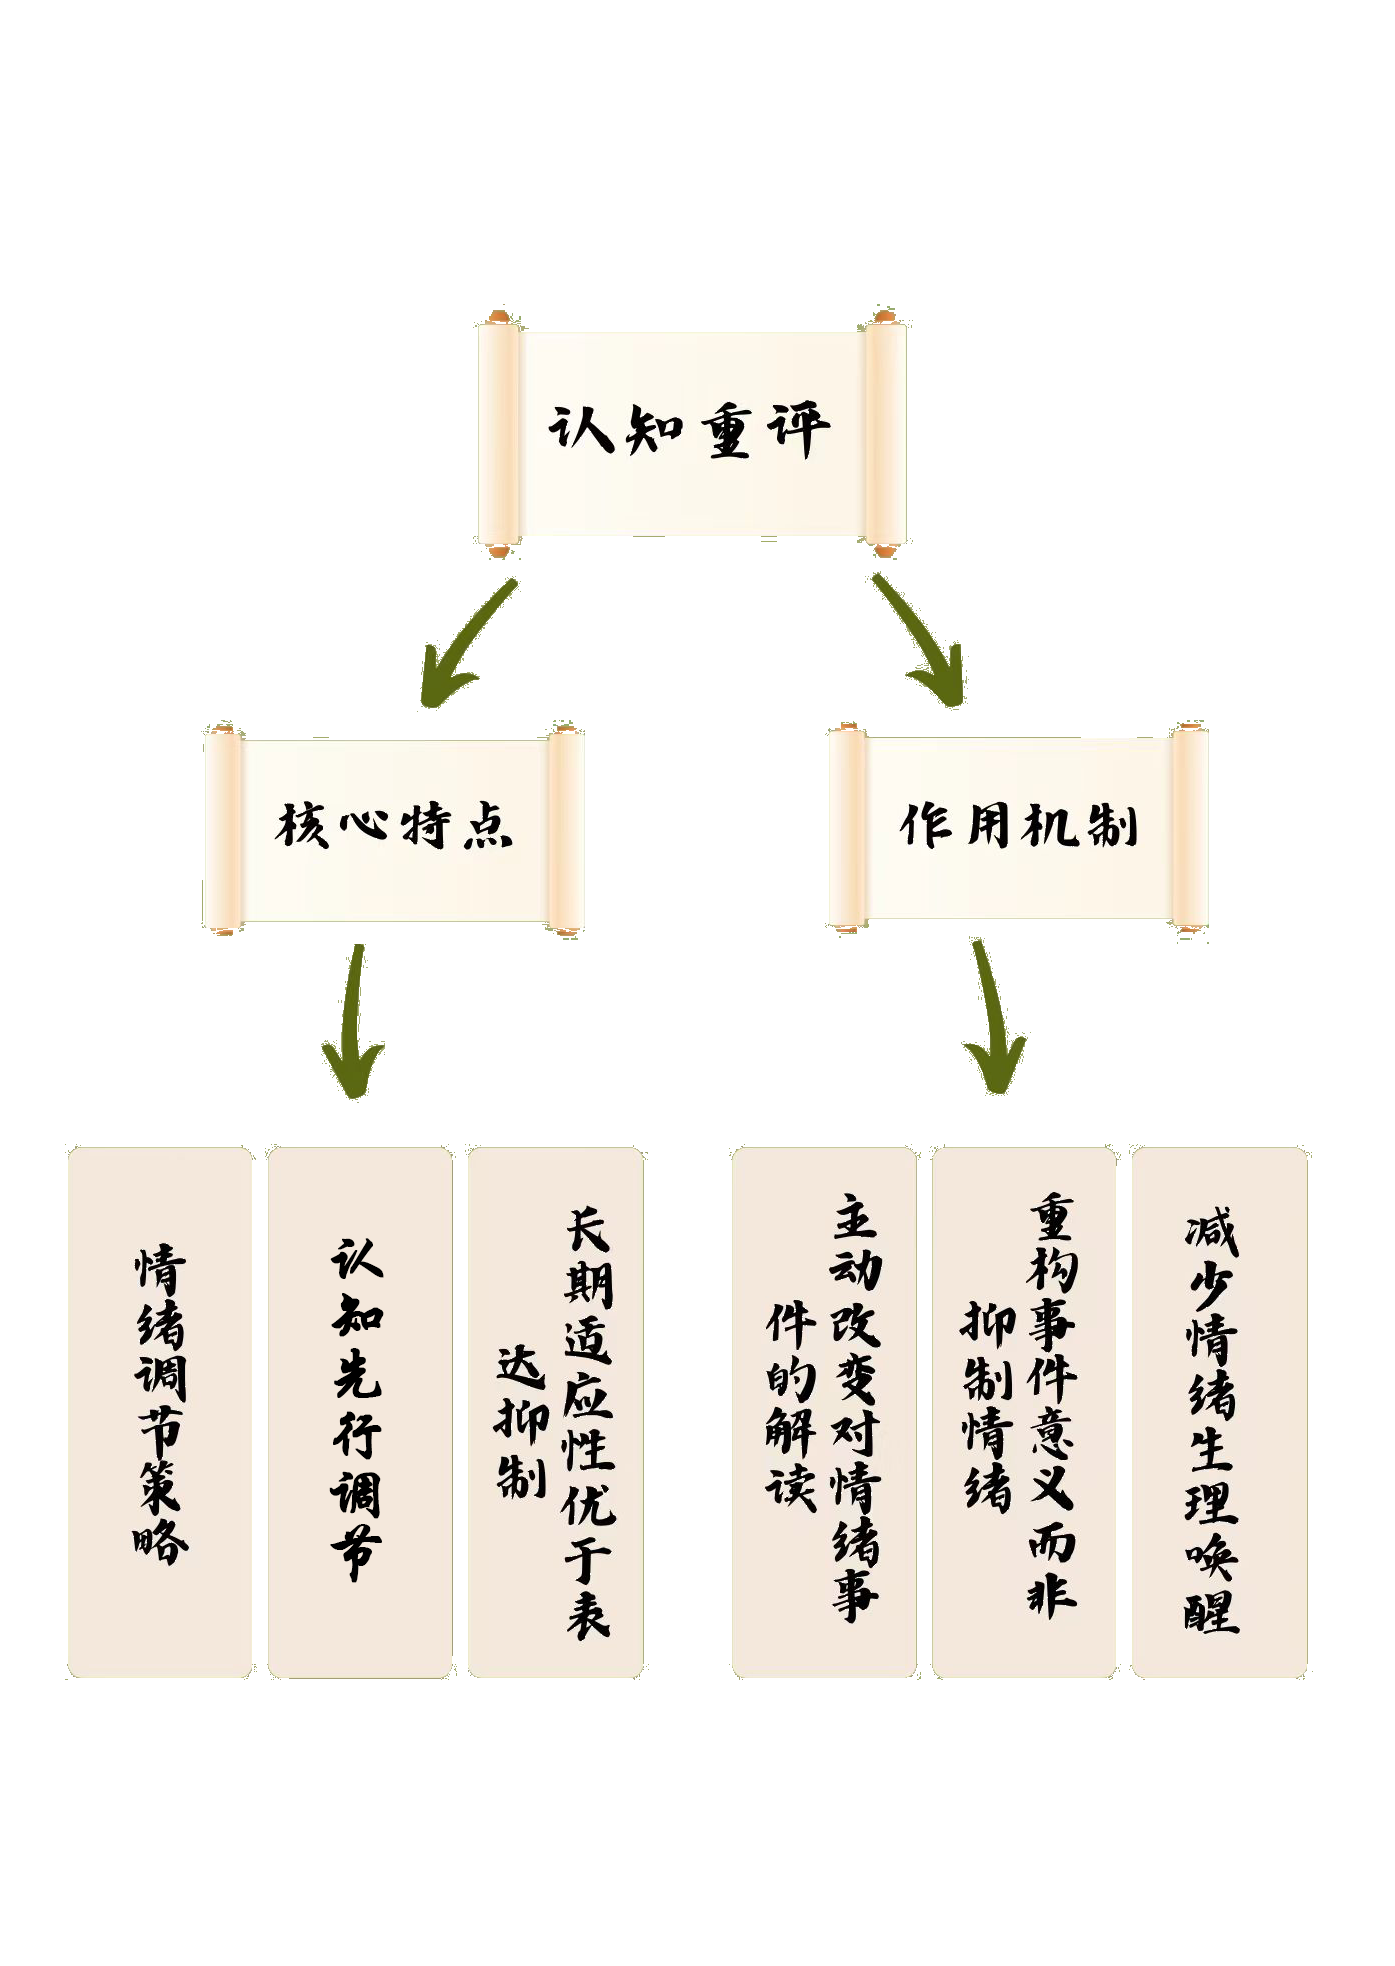 认知重评
核心特点
作用机制
情绪调节策略
认知先行调节
长期适应性优于表
达抑制
主动改变对情绪事
件的解读
重构事件意义而非
抑制情绪
减少情绪生理唤醒